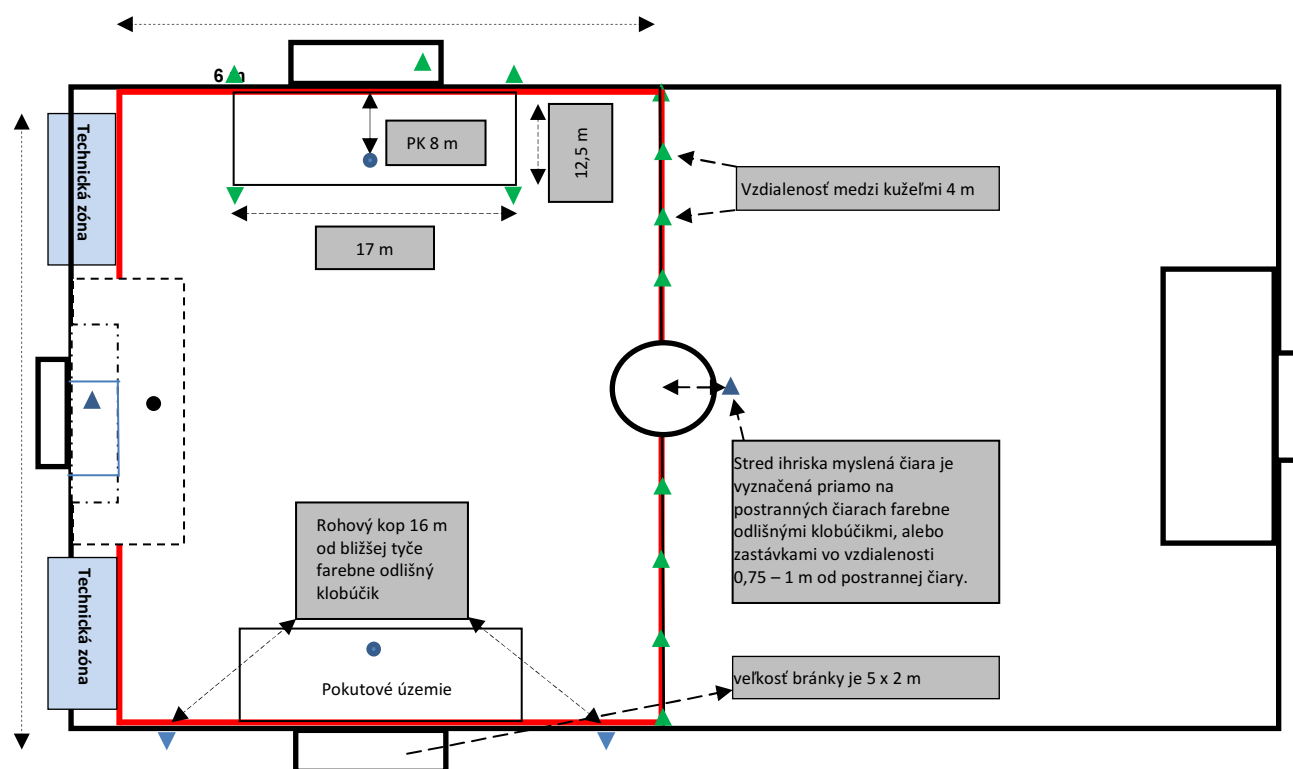 6 m
Technická zóna
PK 8 m
12,5 m
Vzdialenosť medzi kužeľmi 4 m
17 m
Stred ihriska myslená čiara je
vyznačená priamo na
postranných čiarach farebne
odlišnými klobúčikmi, alebo
zastávkami vo vzdialenosti
0,75 – 1 m od postrannej čiary.
Rohový kop 16 m
od bližšej tyče
farebne odlišný
klobúčik
Technická zóna
veľkosť bránky je 5 x 2 m
Pokutové územie